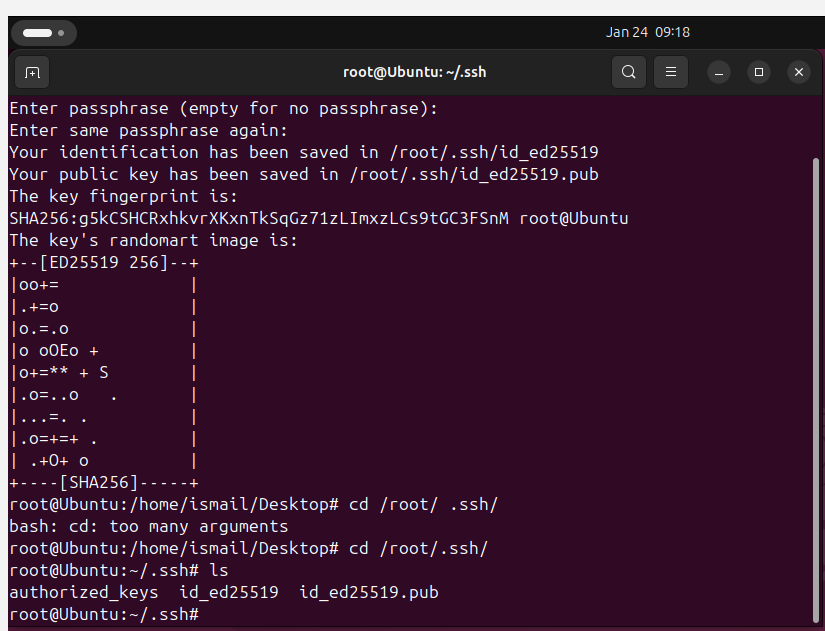 Jan 24 09:18
root@Ubuntu: ~/.ssh
Enter passphrase (empty for no passphrase):
Enter same passphrase again:
Your identification has been saved in /root/.ssh/id_ed25519
Your public key has been saved in /root/.ssh/id_ed25519.pub
The key fingerprint is:
SHA256:g5kCSHCRxhkvrXKxnTkSqGz71zLImxzLCs9tGC3FSnM root@Ubuntu
The key's randomart image is:
+--[ED25519 256]--+
|oo+=             |
|.+=o             |
|o.=.o            |
|o oOEo +         |
|o+=** + S        |
|.o=..o   .       |
|...=. .          |
|.o=+=+ .         |
| .+O+ o          |
+----[SHA256]-----+
root@Ubuntu:/home/ismail/Desktop# cd /root/ .ssh/
bash: cd: too many arguments
root@Ubuntu:/home/ismail/Desktop# cd /root/.ssh/
root@Ubuntu:~/.ssh# ls
authorized_keys  id_ed25519  id_ed25519.pub
root@Ubuntu:~/.ssh#